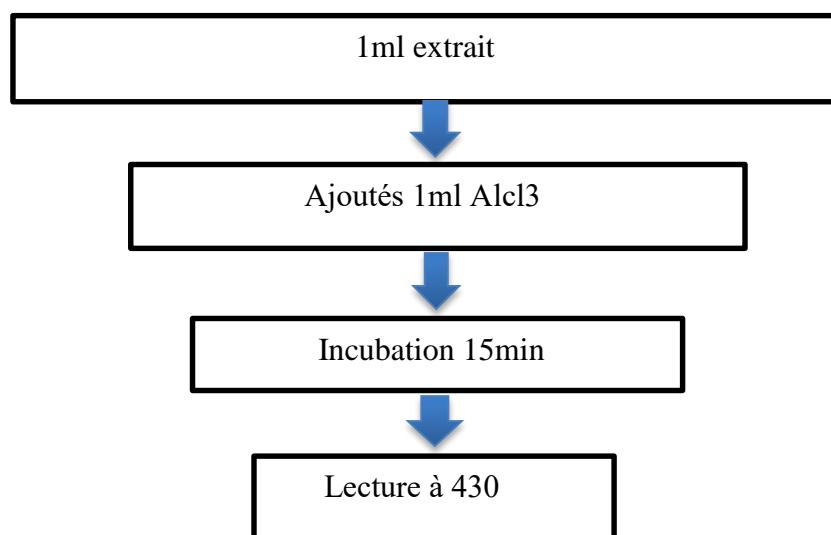 1ml extrait
Ajoutés 1ml Alcl3
Incubation 15min
Lecture à 430